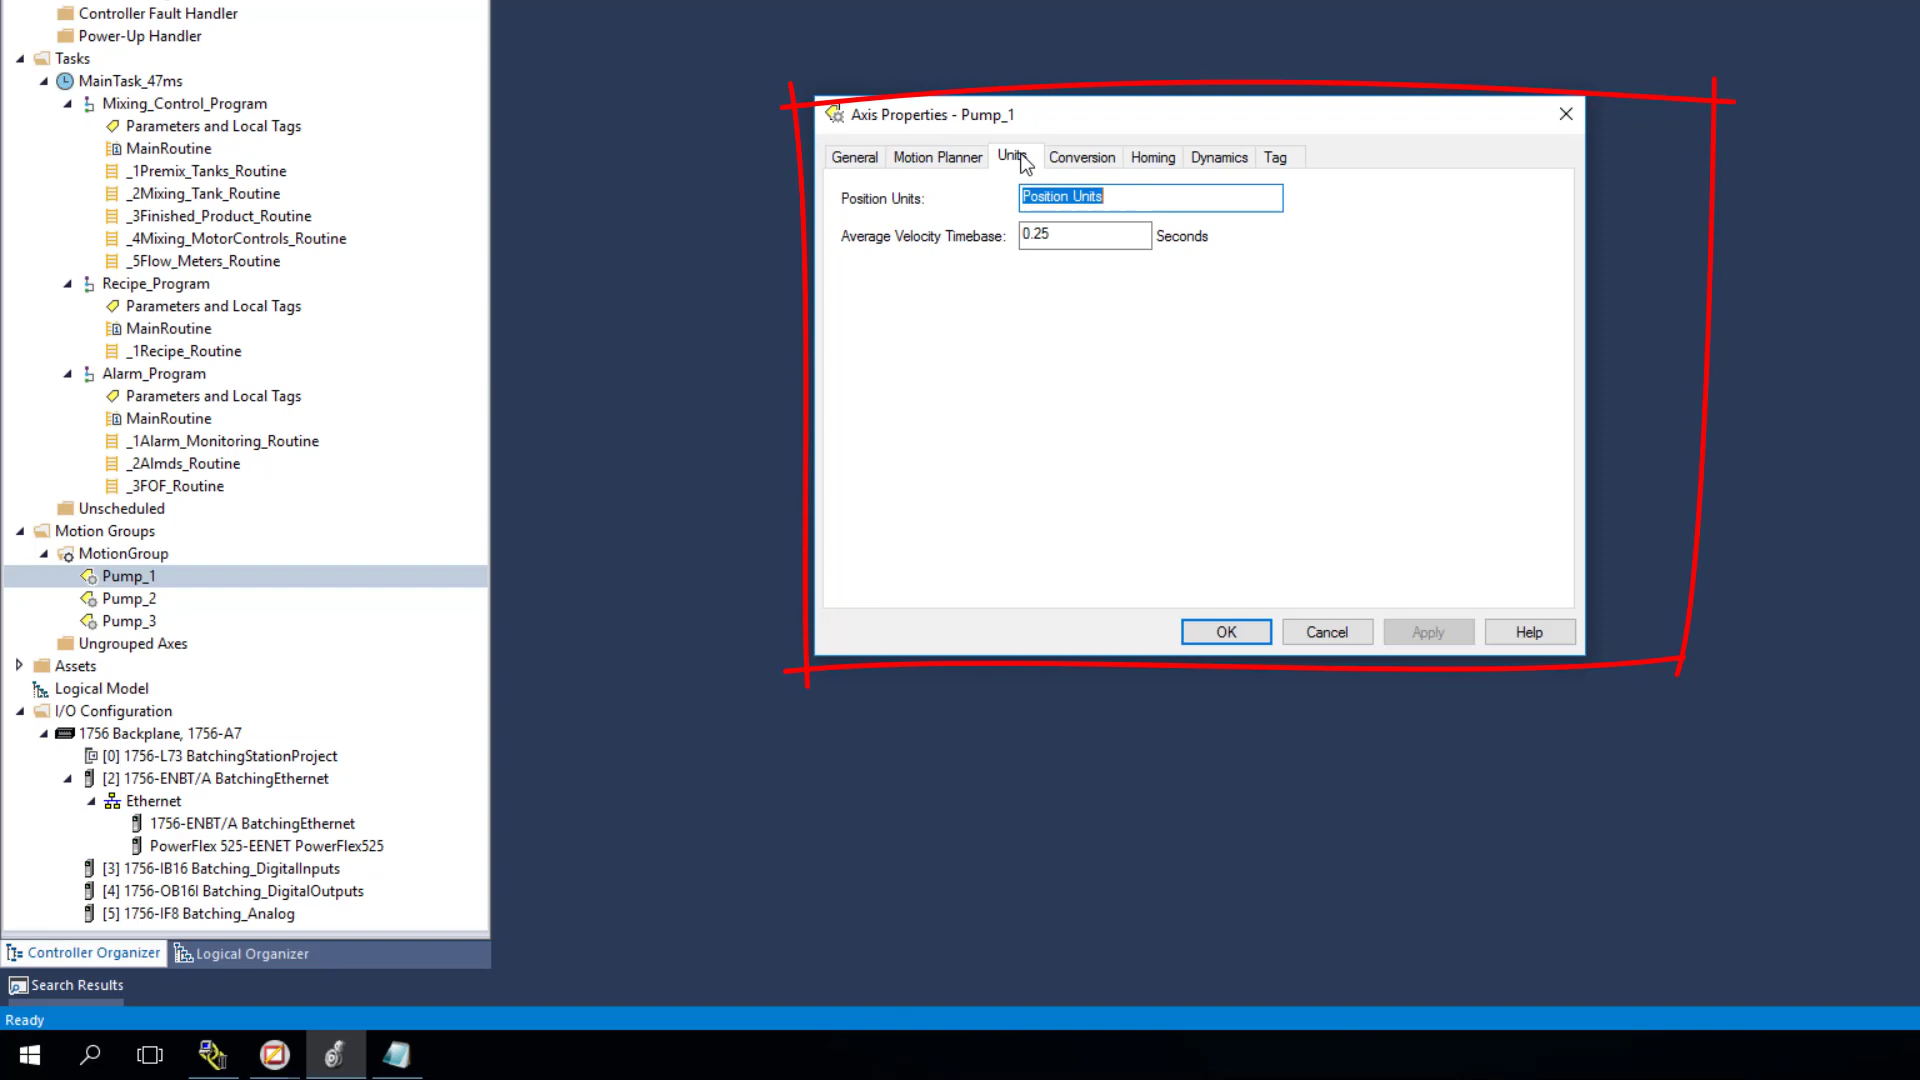 Controller Fault Handler
Power-Up Handler
Tasks
MainTask_47ms
Mixing_Control_Program
Parameters and Local Tags
MainRoutine
_1Premix_Tanks_Routine
_2Mixing_Tank_Routine
_3Finished_Product_Routine
_4Mixing_MotorControls_Routine
_5Flow_Meters_Routine
Recipe_Program
Parameters and Local Tags
MainRoutine
_1Recipe_Routine
Alarm_Program
Parameters and Local Tags
MainRoutine
_1Alarm_Monitoring_Routine
_2Almds_Routine
_3FOF_Routine
Unscheduled
Motion Groups
MotionGroup
Pump_1
Pump_2
Pump_3
Ungrouped Axes
Assets
Logical Model
I/O Configuration
1756 Backplane, 1756-A7
[0] 1756-L73 BatchingStationProject
[2] 1756-ENBT/A BatchingEthernet
Ethernet
1756-ENBT/A BatchingEthernet
PowerFlex 525-EENET PowerFlex525
[3] 1756-IB16 Batching_DigitalInputs
[4] 1756-OB16I Batching_DigitalOutputs
[5] 1756-IF8 Batching_Analog
Controller Organizer Logical Organizer
Search Results
Ready
Axis Properties - Pump_1
General Motion Planner Units Conversion Homing Dynamics Tag
Position Units: Position Units
Average Velocity Timebase: 0.25 Seconds
OK Cancel Apply Help